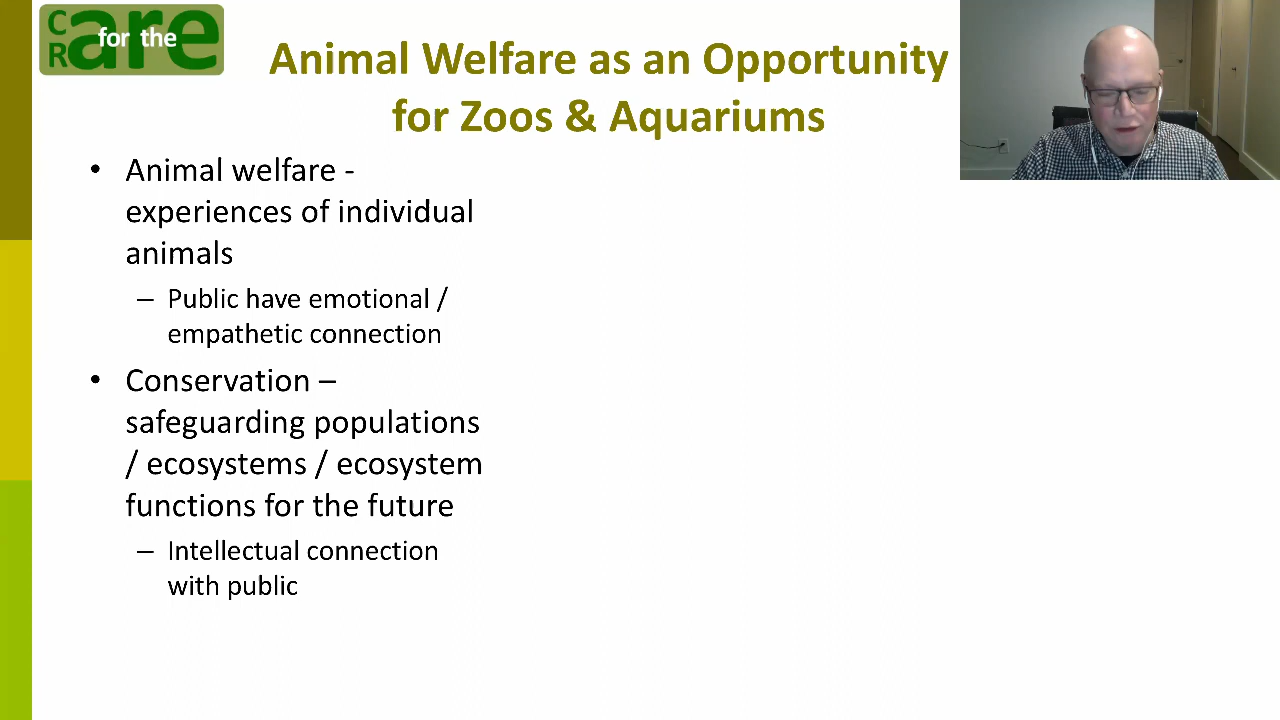 Care
for the
R
Animal Welfare as an Opportunity
for Zoos & Aquariums
• Animal welfare -
experiences of individual
animals
– Public have emotional /
empathetic connection
• Conservation –
safeguarding populations
/ ecosystems / ecosystem
functions for the future
– Intellectual connection
with public